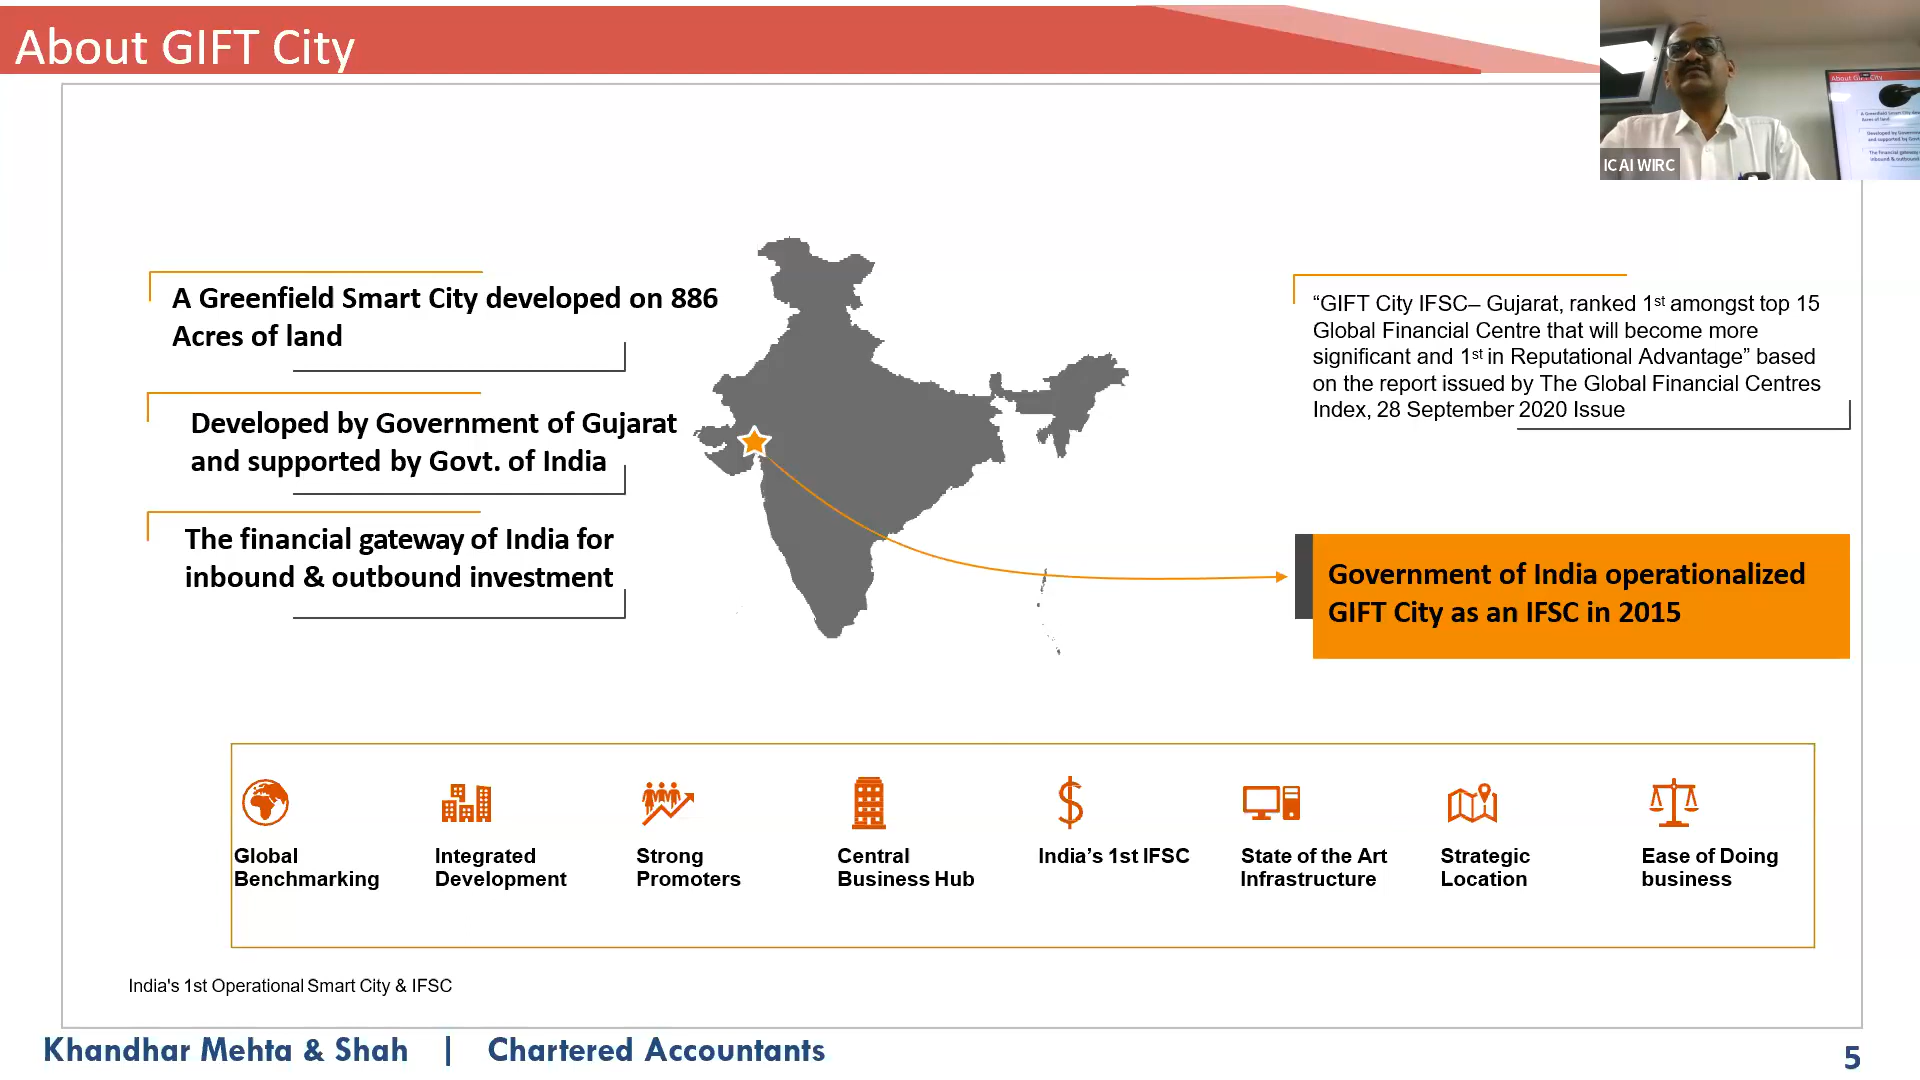 About GIFT City
ICAI WIRC
About GIFT City
A Greenfield Smart City developed on 886
Acres of land
Developed by Government of Gujarat
and supported by Govt. of India
The financial gateway of India for
inbound & outbound investment
“GIFT City IFSC– Gujarat, ranked 1st amongst top 15
Global Financial Centre that will become more
significant and 1st in Reputational Advantage” based
on the report issued by The Global Financial Centres
Index, 28 September 2020 Issue
Government of India operationalized
GIFT City as an IFSC in 2015
Global
Benchmarking
Integrated
Development
Strong
Promoters
Central
Business Hub
India’s 1st IFSC
State of the Art
Infrastructure
Strategic
Location
Ease of Doing
business
India's 1st Operational Smart City & IFSC
Khandhar Mehta & Shah | Chartered Accountants
5